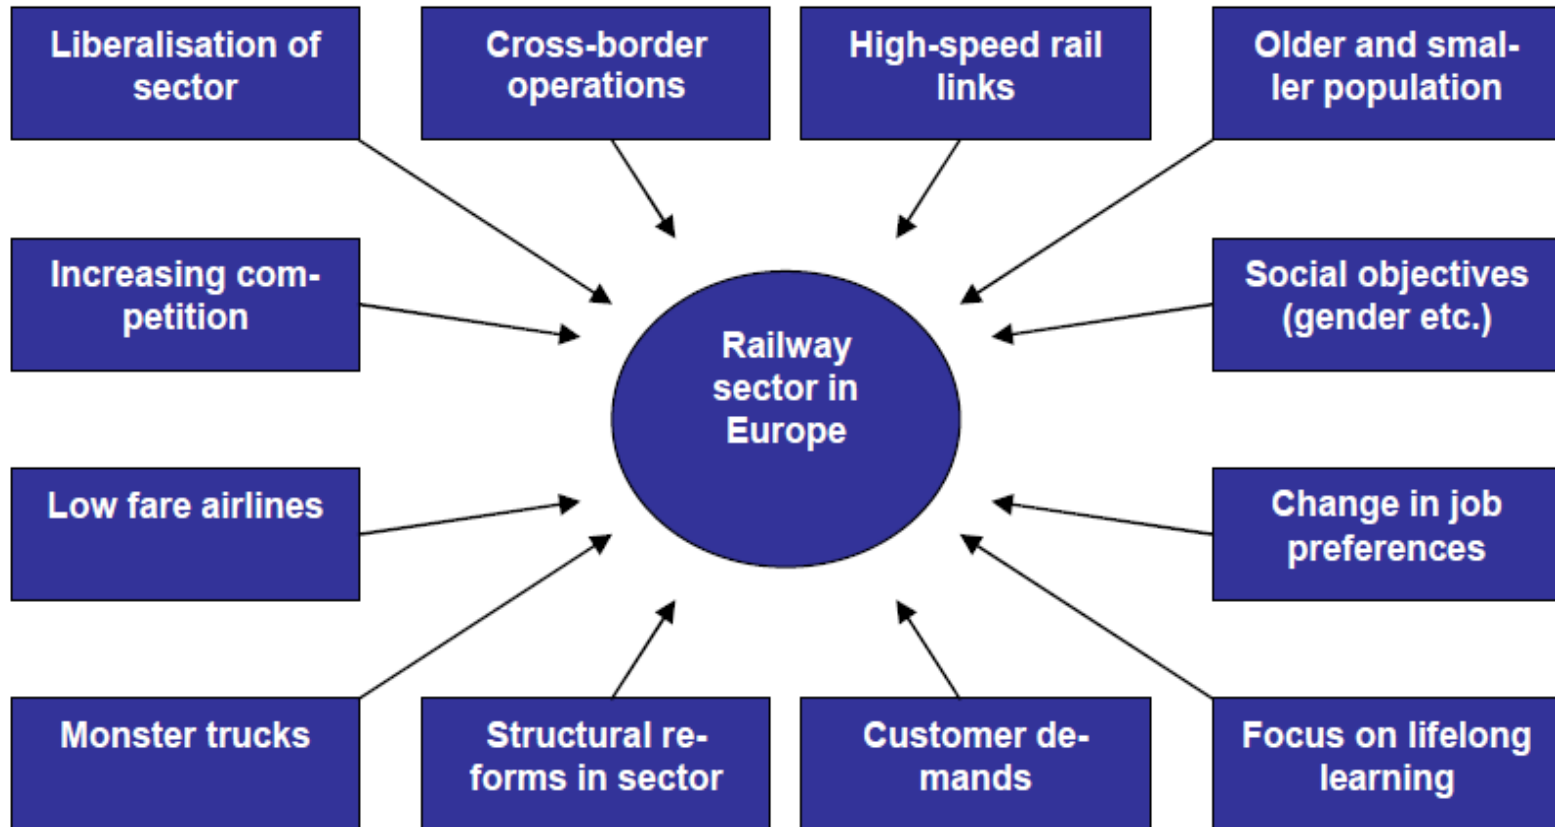 Liberalisation of
sector
Cross-border
operations
High-speed rail
links
Older and smal-
ler population
Increasing com-
petition
Railway
sector in
Europe
Social objectives
(gender etc.)
Low fare airlines
Change in job
preferences
Monster trucks
Structural re-
forms in sector
Customer de-
mands
Focus on lifelong
learning